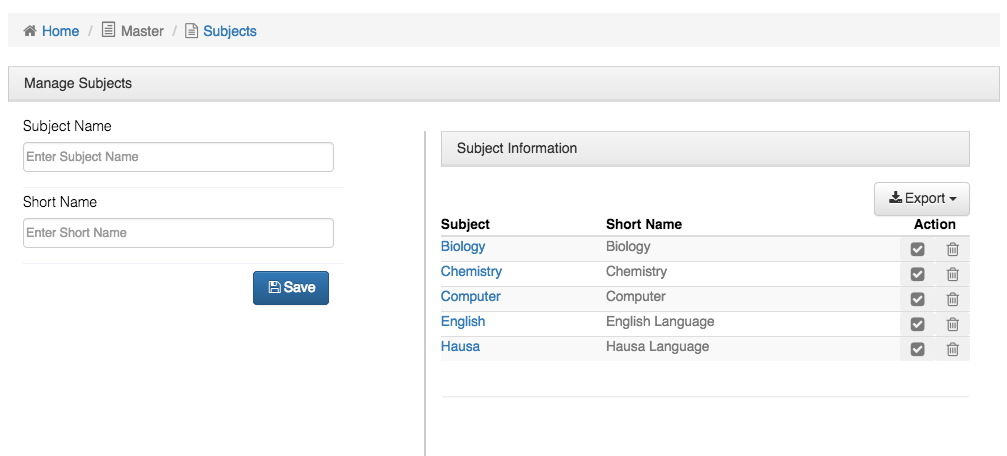 Home / Master / Subjects
Manage Subjects
Subject Name
Enter Subject Name
Short Name
Enter Short Name
Save
Subject Information
Export
Subject Short Name Action
Biology Biology
Chemistry Chemistry
Computer Computer
English English Language
Hausa Hausa Language